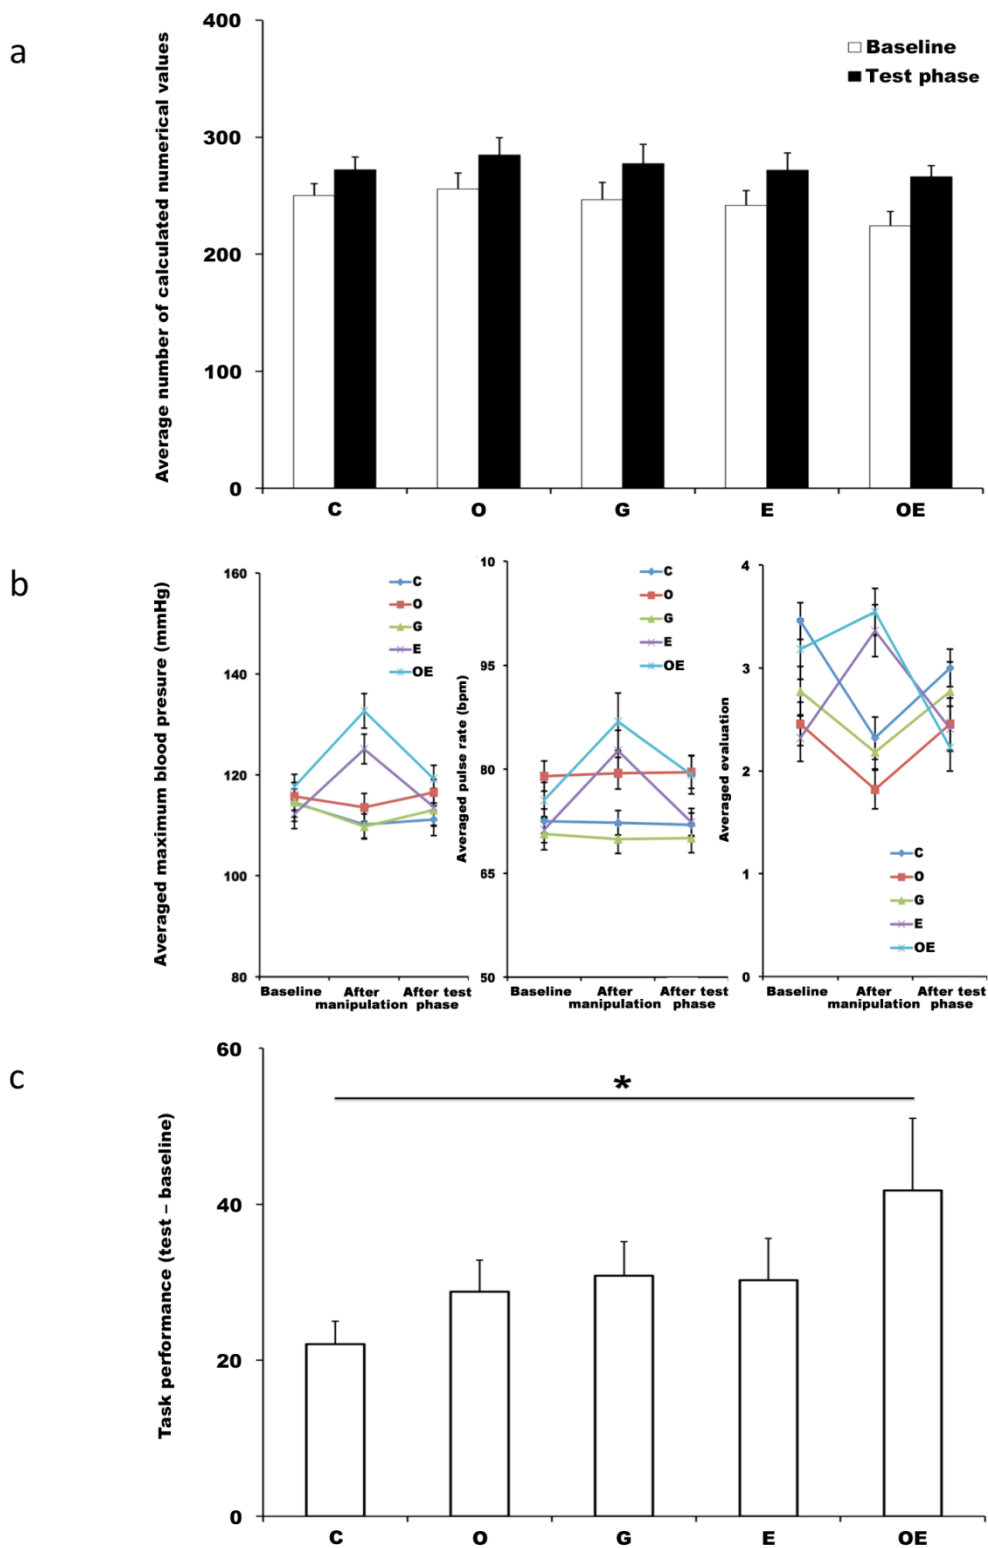 a
Average number of calculated numerical values
400
300
200
100
0
Baseline
Test phase
C O G E OE
b
Averaged maximum blood presure (mmHg)
160
140
120
100
80
C
O
G
E
OE
Baseline After manipulation After test phase
Averaged pulse rate (bpm)
10
95
80
65
50
C
O
G
E
OE
Baseline After manipulation After test phase
Averaged evaluation
4
3
2
1
0
C
O
G
E
OE
Baseline After manipulation After test phase
c
Task performance (test – baseline)
60
40
20
0
*
C O G E OE